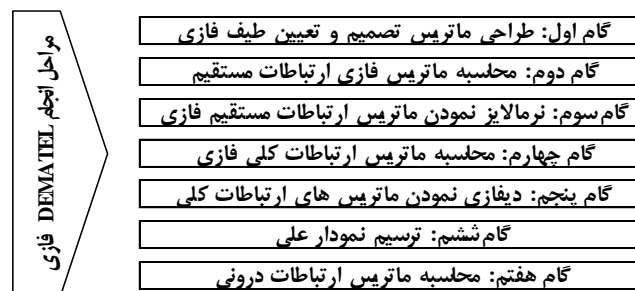 مراحل انجام DEMATEL فازی
گام اول: طراحی ماتریس تصمیم و تعیین طیف فازی
گام دوم: محاسبه ماتریس فازی ارتباطات مستقیم
گام سوم: نرمالایز نمودن ماتریس ارتباطات مستقیم فازی
گام چهارم: محاسبه ماتریس ارتباطات کلی فازی
گام پنجم: دیفازی نمودن ماتریس های ارتباطات کلی
گام ششم: ترسیم نمودار علی
گام هفتم: محاسبه ماتریس ارتباطات درونی